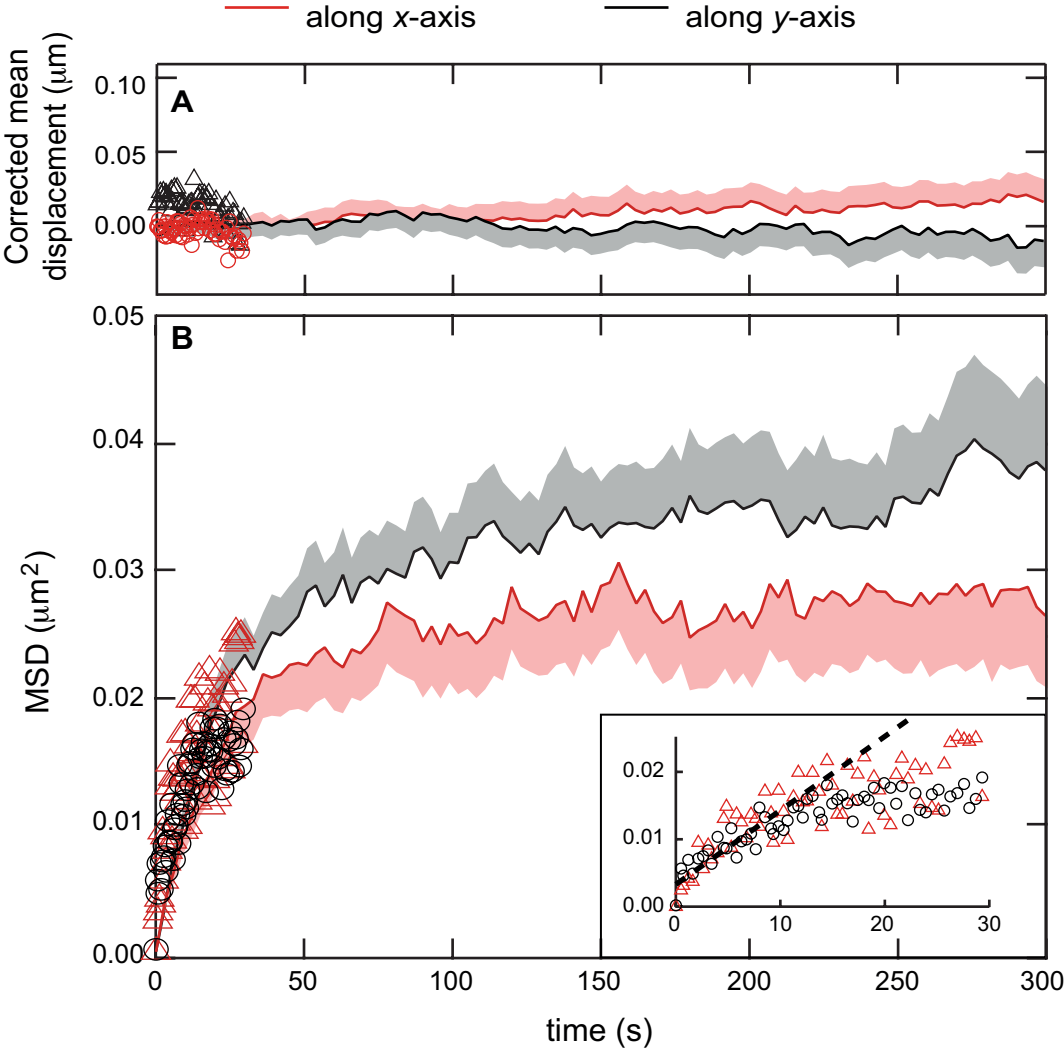 along x-axis
along y-axis
Corrected mean
displacement (μm)
A
0.10
0.05
0.00
B
0.05
0.04
0.03
0.02
0.01
0.00
MSD (μm²)
0.02
0.01
0.00
0 10 20 30
0 50 100 150 200 250 300
time (s)